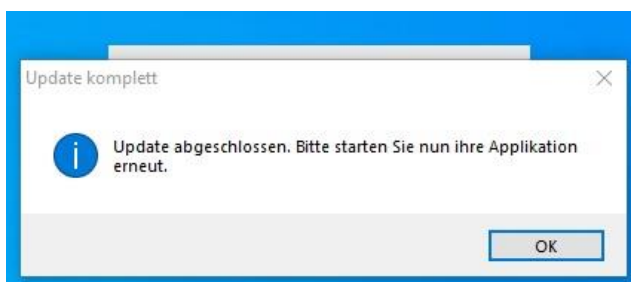 Update komplett
Update abgeschlossen. Bitte starten Sie nun ihre Applikation
erneut.
OK